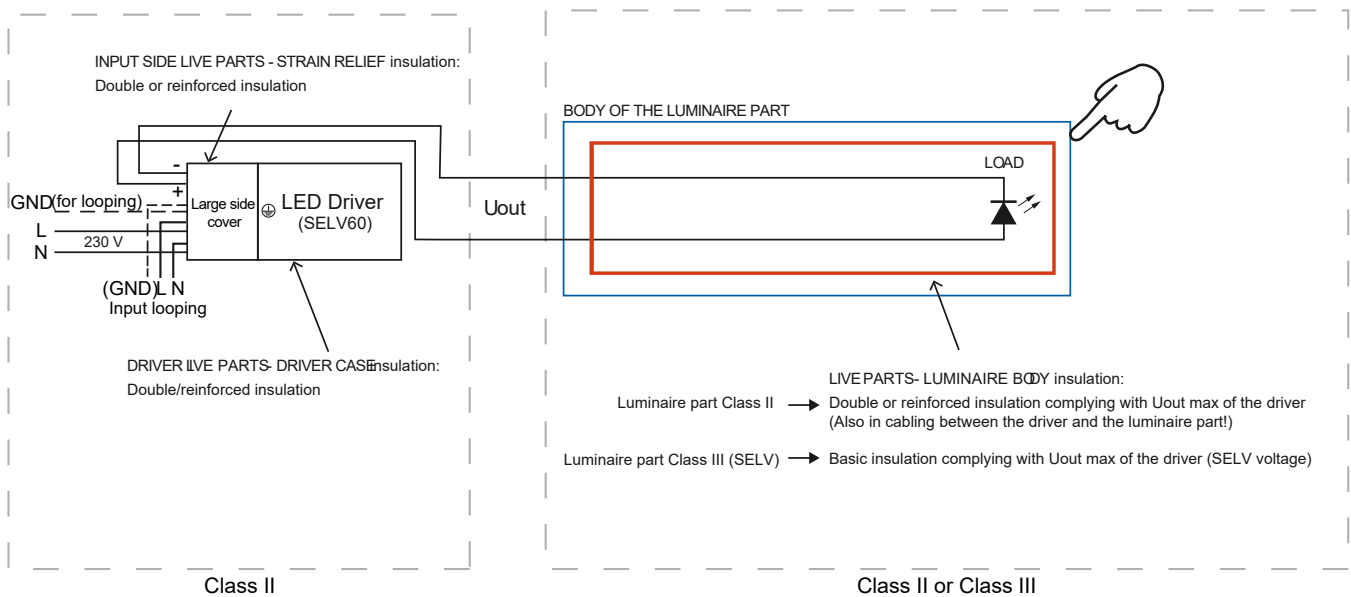 INPUT SIDE LIVE PARTS - STRAIN RELIEF insulation:
Double or reinforced insulation
BODY OF THE LUMINAIRE PART
LOAD
-
+
GND(for looping)
L
N
230 V
Large side
cover
LED Driver
(SELV60)
Uout
(GND)L N
Input looping
DRIVER LIVE PARTS- DRIVER CASEinsulation:
Double/reinforced insulation
LIVE PARTS- LUMINAIRE BODY insulation:
Luminaire part Class II
Double or reinforced insulation complying with Uout max of the driver
(Also in cabling between the driver and the luminaire part!)
Luminaire part Class III (SELV)
Basic insulation complying with Uout max of the driver (SELV voltage)
Class II
Class II or Class III